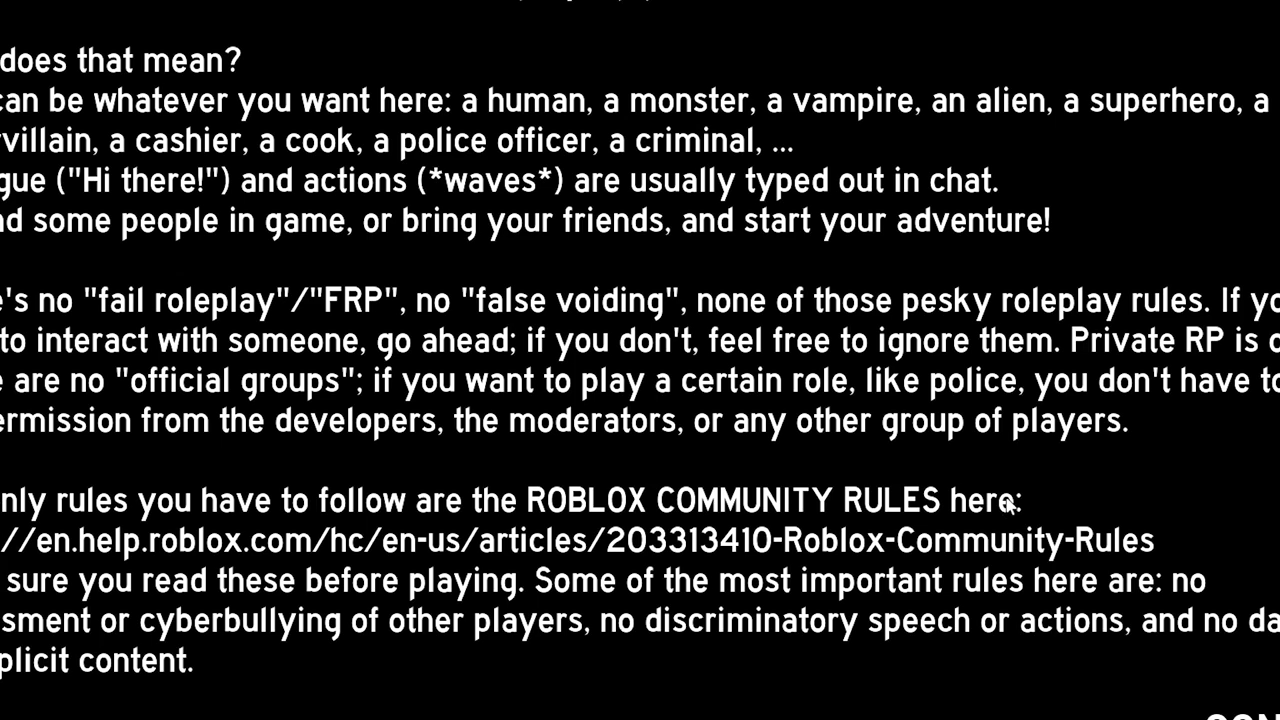 does that mean?
can be whatever you want here: a human, a monster, a vampire, an alien, a superhero, a
villain, a cashier, a cook, a police officer, a criminal, ...
gue ("Hi there!") and actions (*waves*) are usually typed out in chat.
nd some people in game, or bring your friends, and start your adventure!
e's no "fail roleplay"/"FRP", no "false voiding", none of those pesky roleplay rules. If yo
to interact with someone, go ahead; if you don't, feel free to ignore them. Private RP is
e are no "official groups"; if you want to play a certain role, like police, you don't have to
ermission from the developers, the moderators, or any other group of players.
nly rules you have to follow are the ROBLOX COMMUNITY RULES here:
//en.help.roblox.com/hc/en-us/articles/203313410-Roblox-Community-Rules
sure you read these before playing. Some of the most important rules here are: no
sment or cyberbullying of other players, no discriminatory speech or actions, and no da
plicit content.